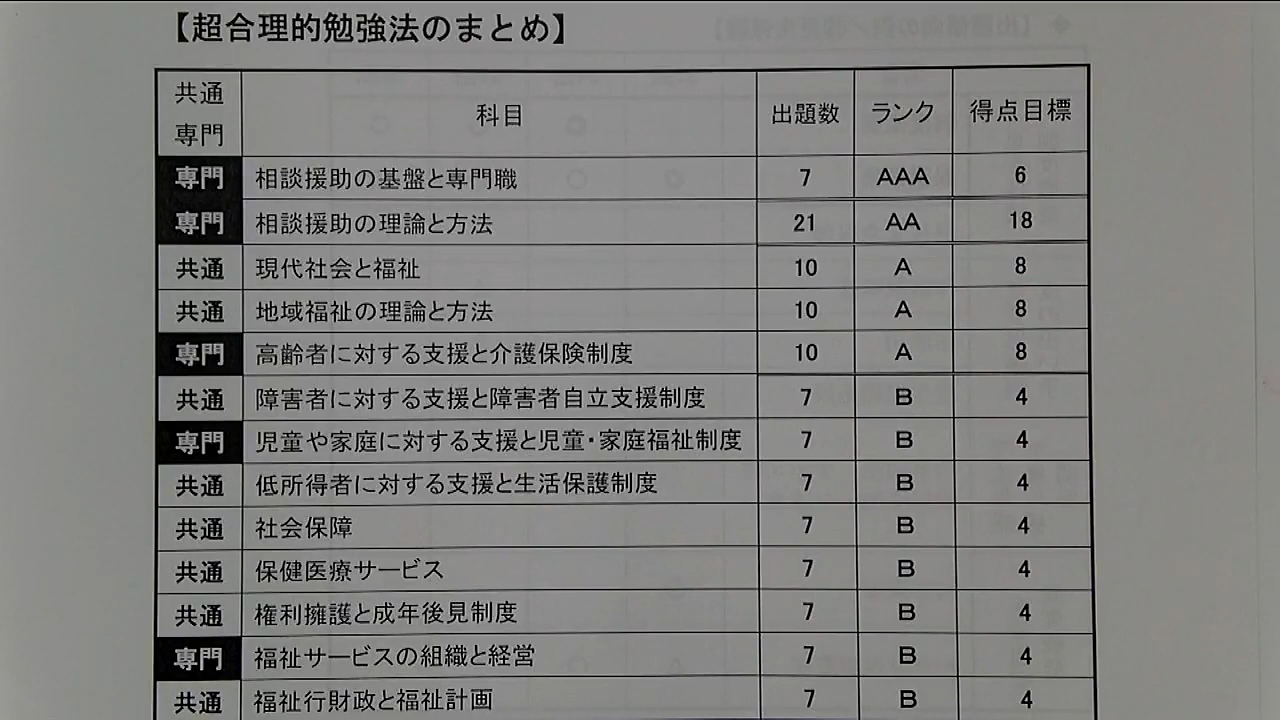 【超合理的勉強法のまとめ】
共通
専門 科目 出題数 ランク 得点目標
専門 相談援助の基盤と専門職 7 AAA 6
専門 相談援助の理論と方法 21 AA 18
共通 現代社会と福祉 10 A 8
共通 地域福祉の理論と方法 10 A 8
専門 高齢者に対する支援と介護保険制度 10 A 8
共通 障害者に対する支援と障害者自立支援制度 7 B 4
専門 児童や家庭に対する支援と児童・家庭福祉制度 7 B 4
共通 低所得者に対する支援と生活保護制度 7 B 4
共通 社会保障 7 B 4
共通 保健医療サービス 7 B 4
共通 権利擁護と成年後見制度 7 B 4
専門 福祉サービスの組織と経営 7 B 4
共通 福祉行財政と福祉計画 7 B 4